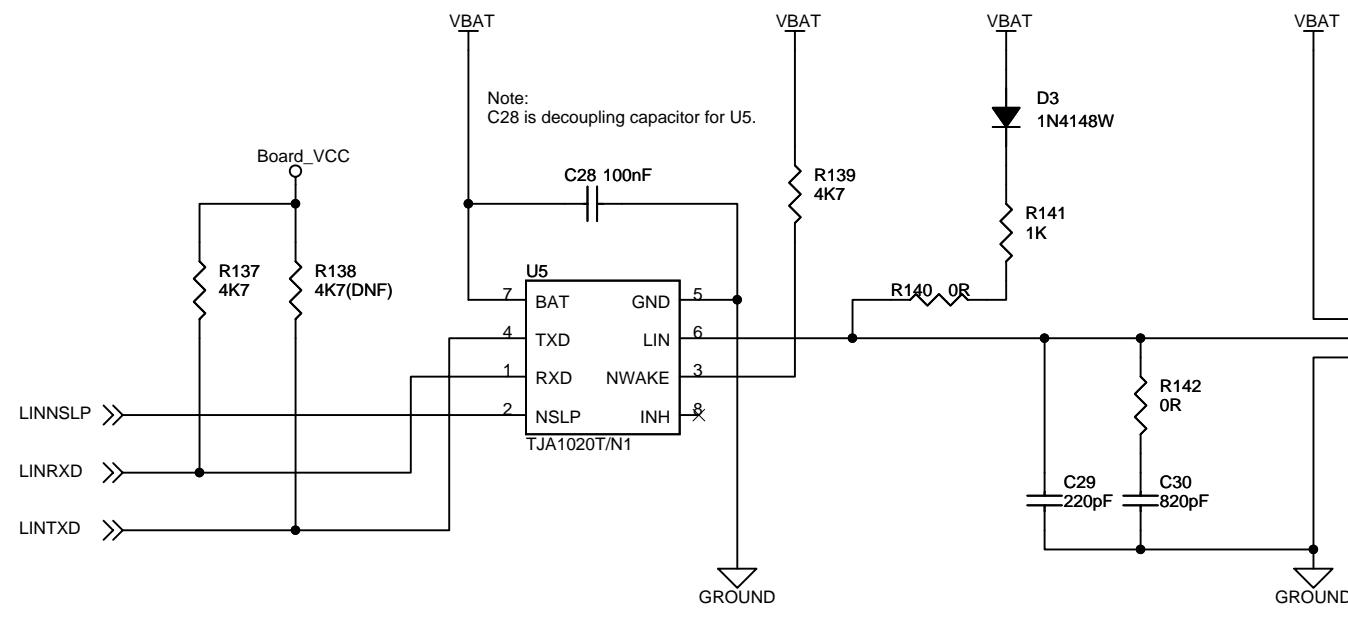 VBAT
VBAT
VBAT
VBAT
Note:
C28 is decoupling capacitor for U5.
D3
1N4148W
Board_VCC
C28 100nF
R139
4K7
R141
1K
R137
4K7
R138
4K7(DNF)
U5
R140 0R
7 BAT GND 5
4 TXD LIN 6
1 RXD NWAKE 3
2 NSLP INH 8
TJA1020T/N1
R142
0R
LINNSLP
LINRXD
LINTXD
C29
220pF
C30
820pF
GROUND
GROUND